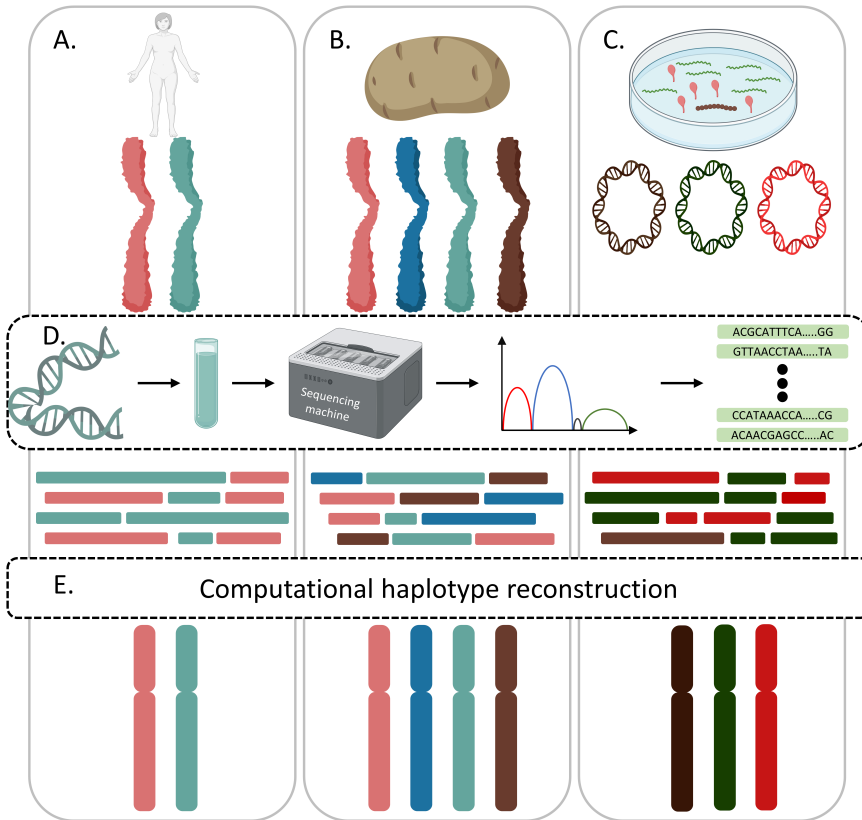 A.
B.
C.
D.
Sequencing
machine
ACGCATTTCA.....GG
GTTAACCTAA.....TA
CCATAAACCA.....CG
ACAACGAGCC.....AC
E.
Computational haplotype reconstruction